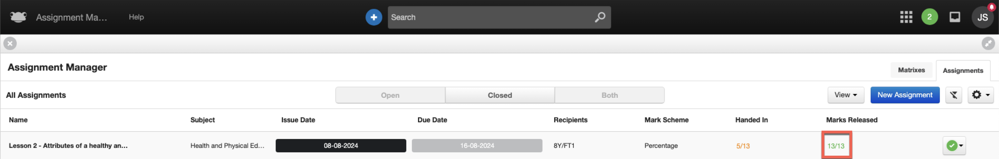 Assignment Ma... Help Search 2 JS
Assignment Manager Matrixes Assignments
All Assignments Open Closed Both View New Assignment
Name Subject Issue Date Due Date Recipients Mark Scheme Handed In Marks Released
Lesson 2 - Attributes of a healthy an... Health and Physical Ed... 08-08-2024 16-08-2024 8Y/FT1 Percentage 5/13 13/13